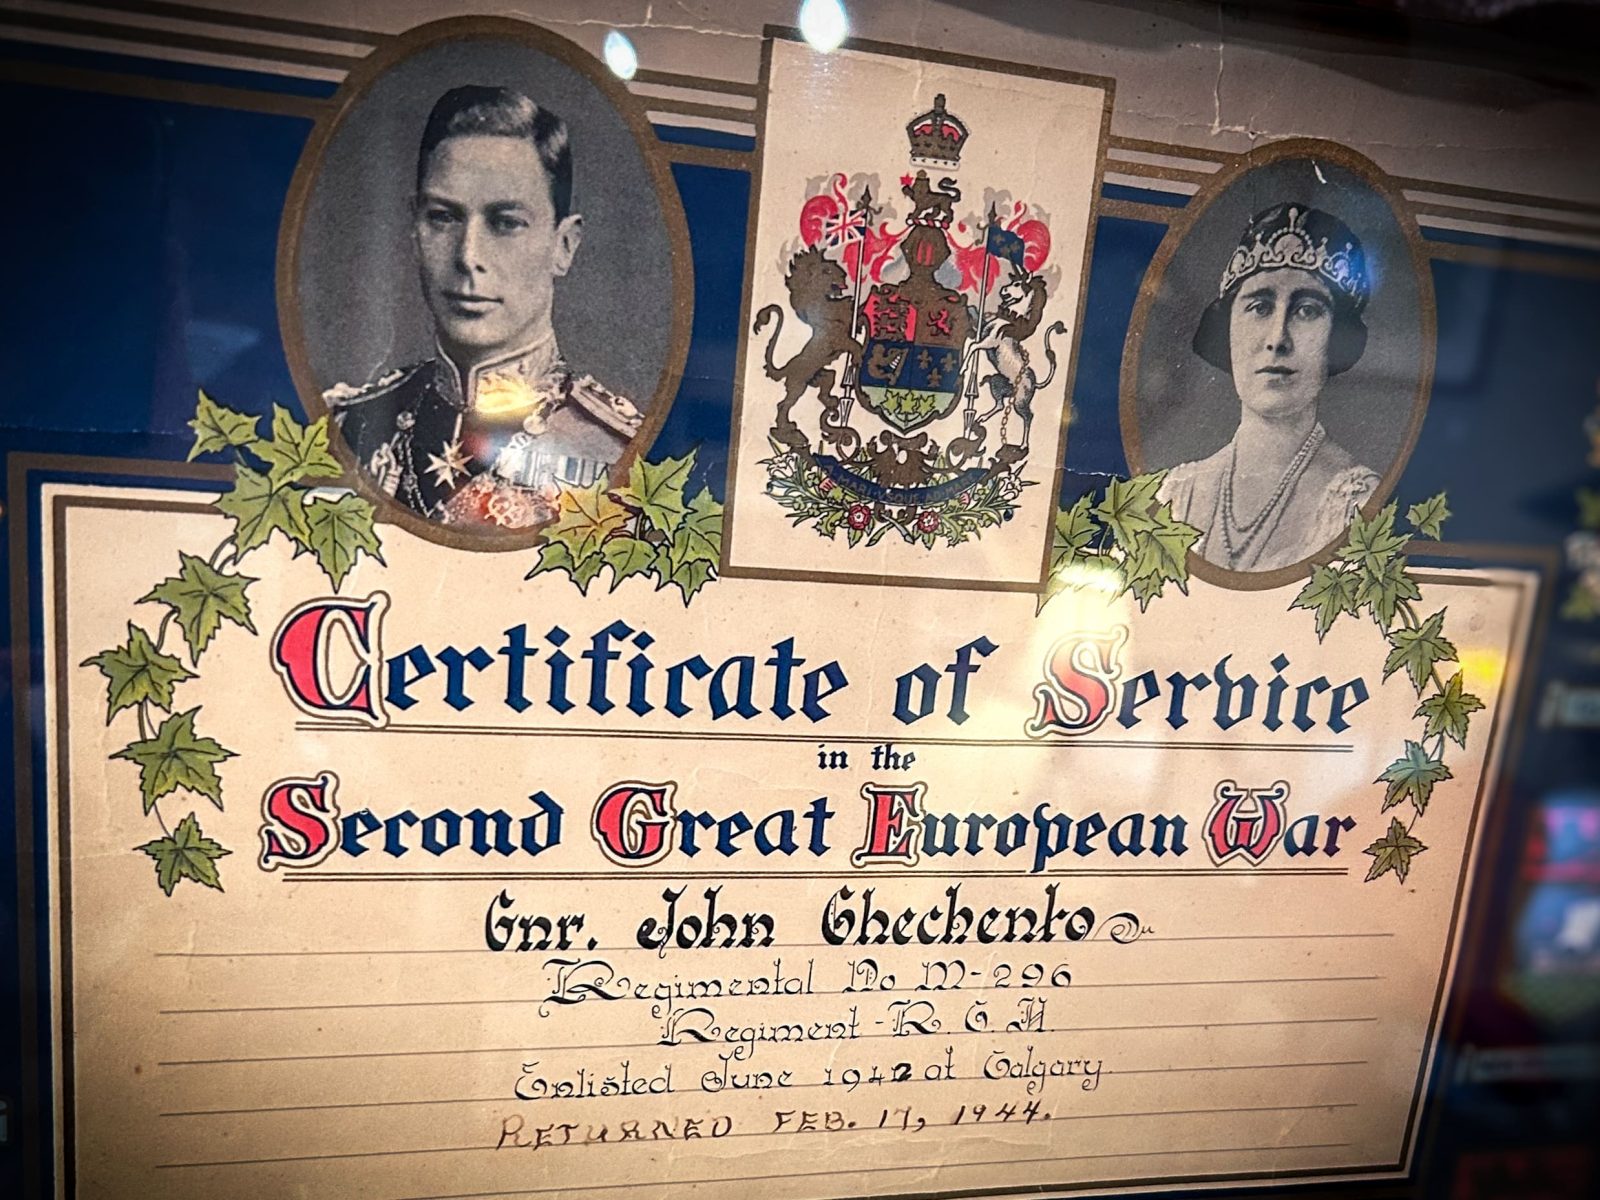 Certificate of Service
in the
Second Great European War
Gnr. John Ghechenko
Regimental No M-296
Regiment - R. C. A.
Enlisted June 1942 at Calgary.
RETURNED FEB. 17, 1944.